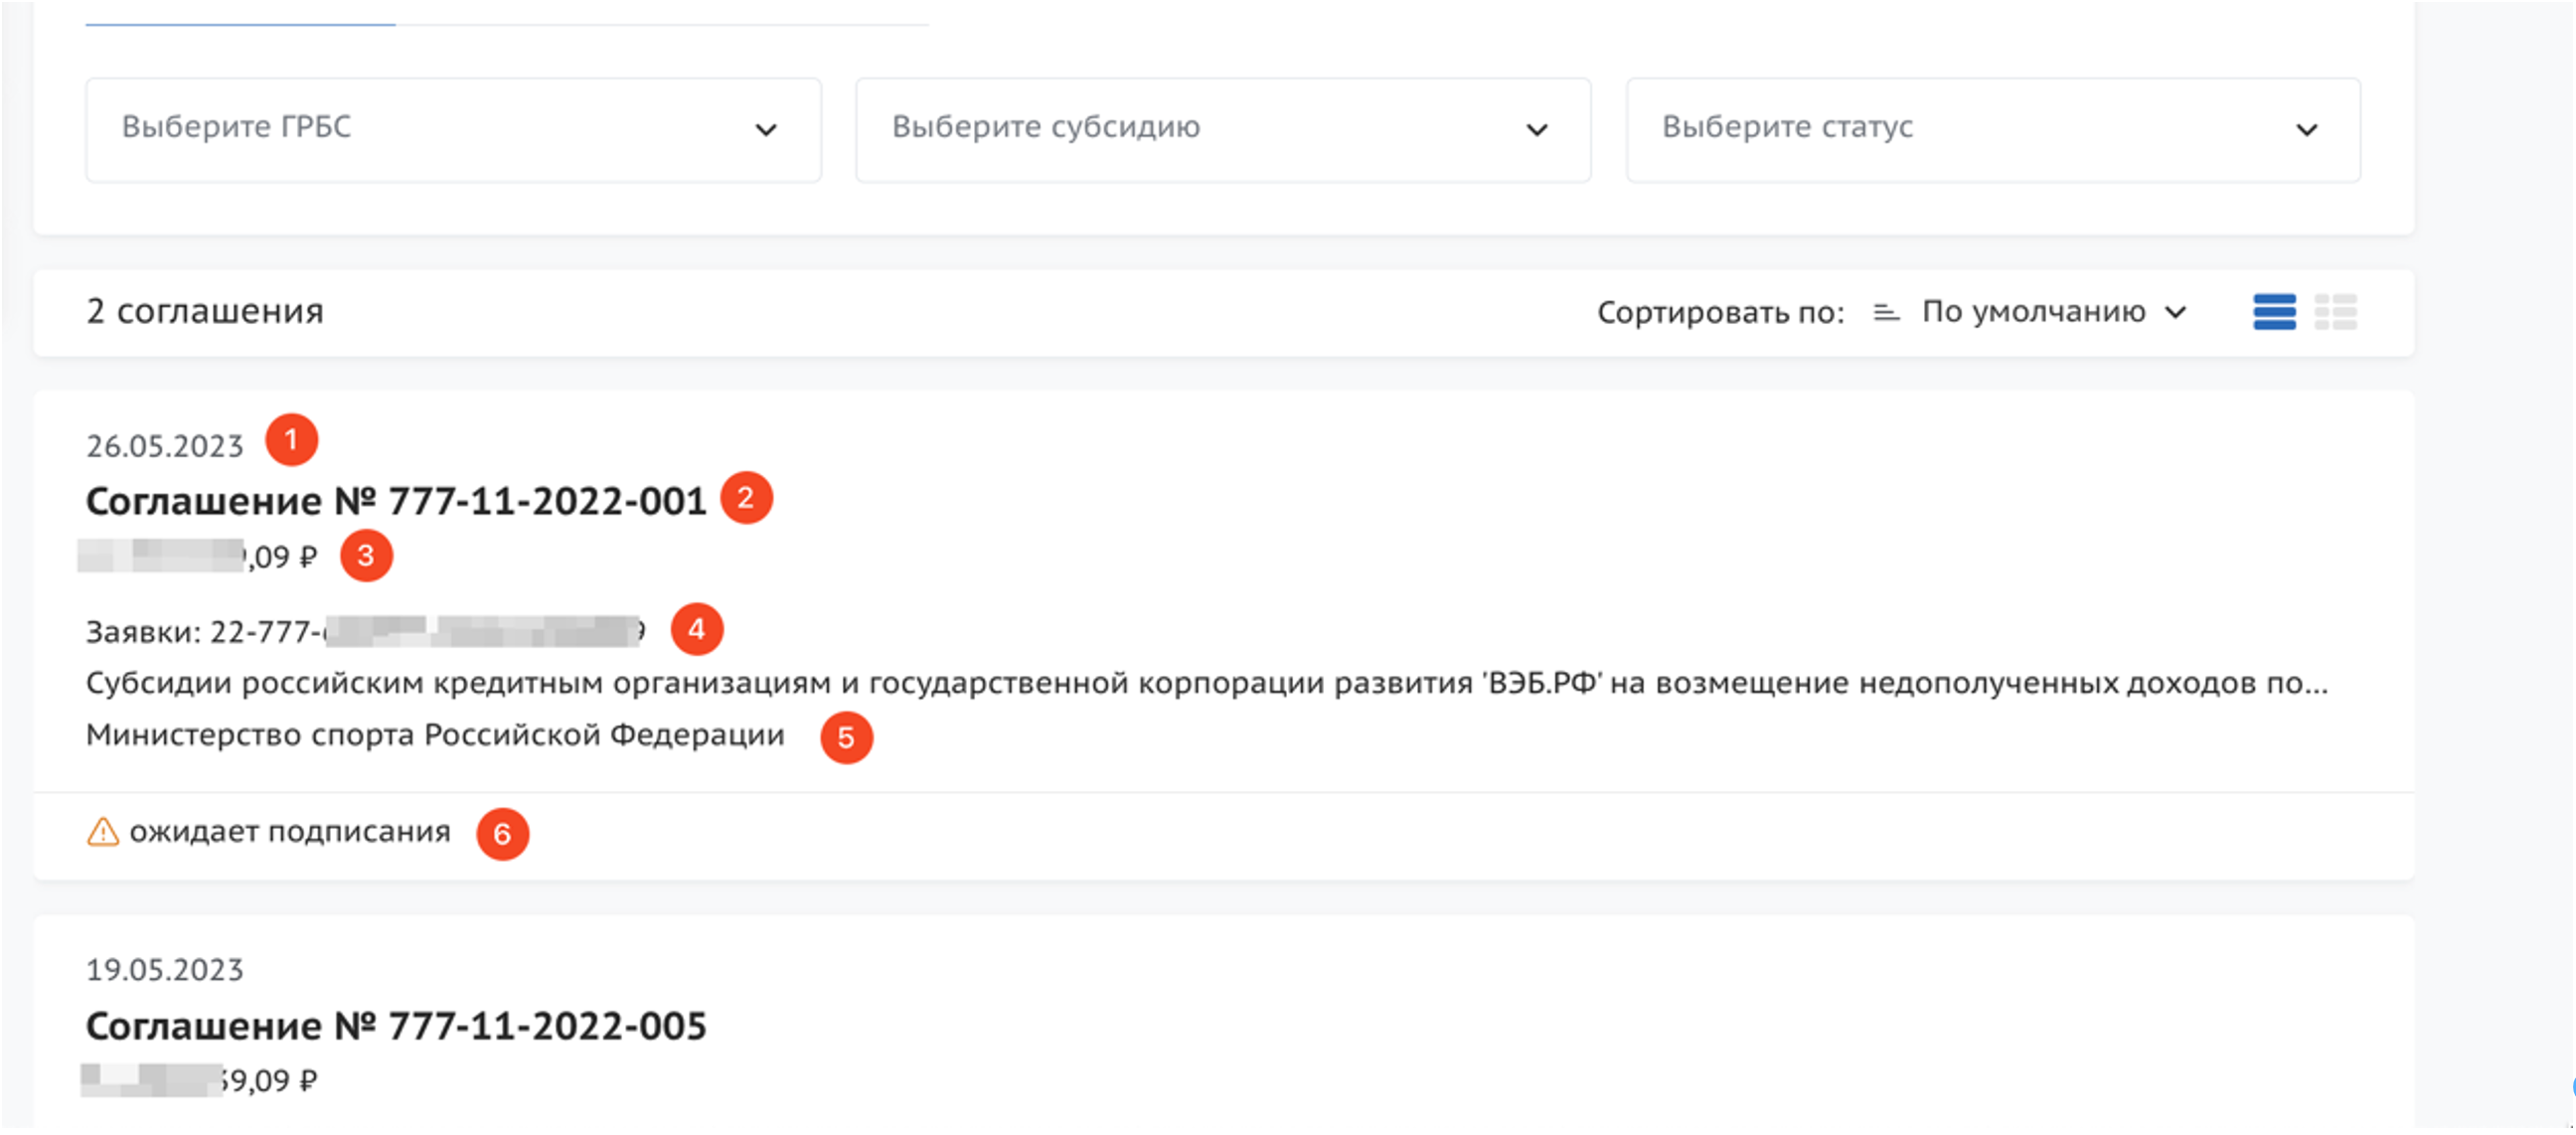 Выберите ГРБС
Выберите субсидию
Выберите статус
2 соглашения
Сортировать по: По умолчанию
26.05.2023 1
Соглашение № 777-11-2022-001 2
,09 ₽ 3
Заявки: 22-777- 4
Субсидии российским кредитным организациям и государственной корпорации развития 'ВЭБ.РФ' на возмещение недополученных доходов по...
Министерство спорта Российской Федерации 5
ожидает подписания 6
19.05.2023
Соглашение № 777-11-2022-005
9,09 ₽